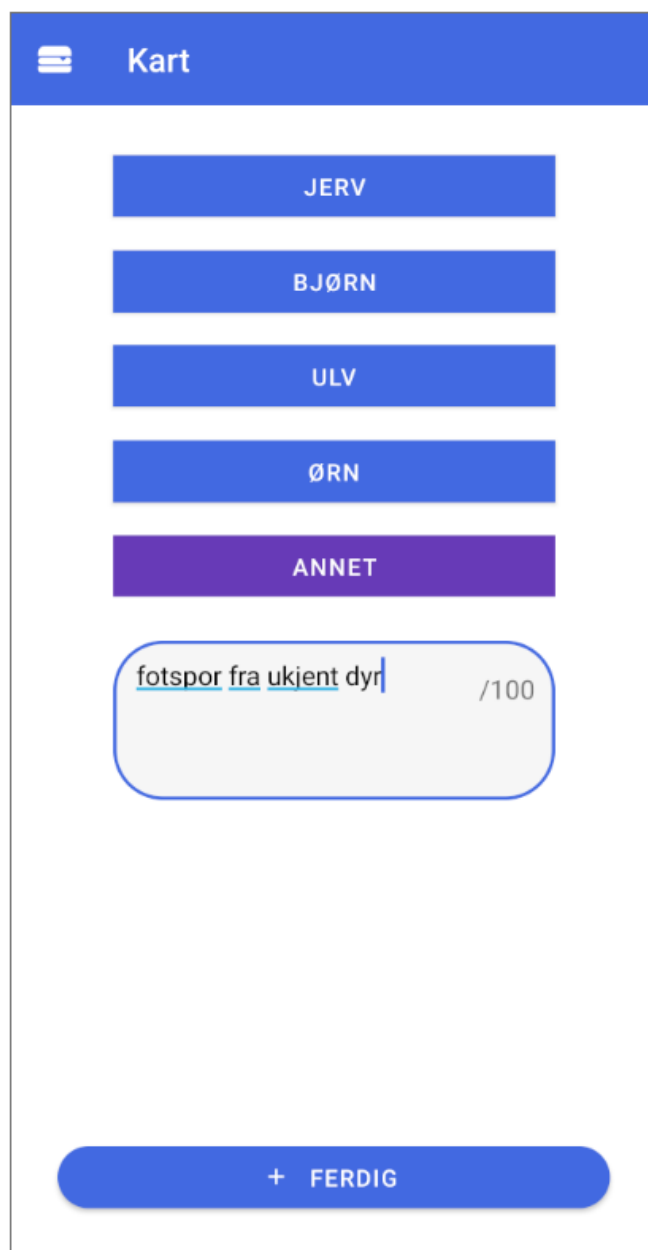 Kart
JERV
BJØRN
ULV
ØRN
ANNET
fotspor fra ukjent dyr
/100
+ FERDIG